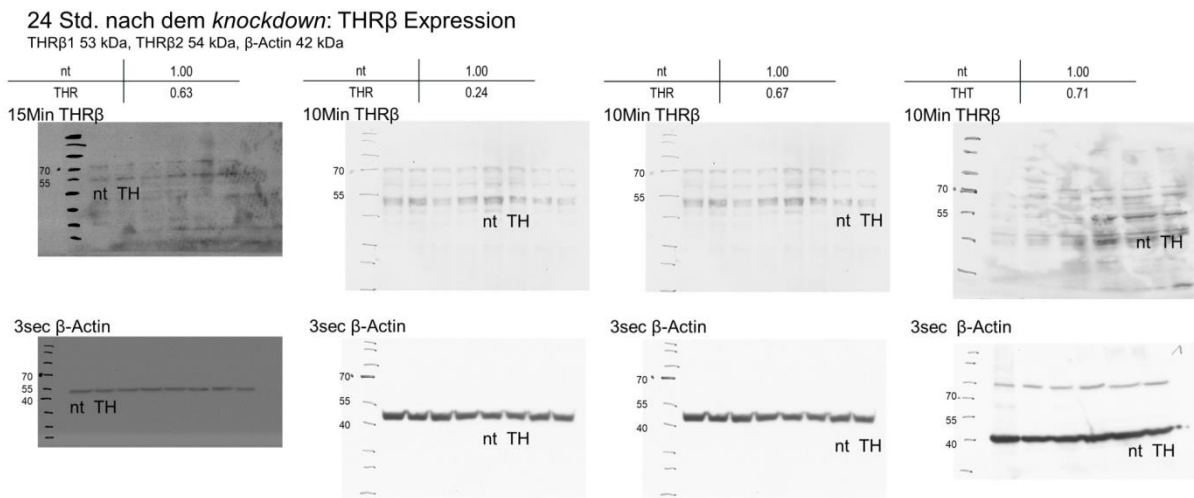 24 Std. nach dem knockdown: THRβ Expression
THRβ1 53 kDa, THRβ2 54 kDa, β-Actin 42 kDa
nt 1.00
THR 0.63
15Min THRβ
70
55
nt TH
nt 1.00
THR 0.24
10Min THRβ
70
55
nt TH
nt 1.00
THR 0.67
10Min THRβ
70
55
nt TH
nt 1.00
THT 0.71
10Min THRβ
70
55
nt TH
3sec β-Actin
70
55
40
nt TH
3sec β-Actin
70
55
40
nt TH
3sec β-Actin
70
55
40
nt TH
3sec β-Actin
70
55
40
nt TH